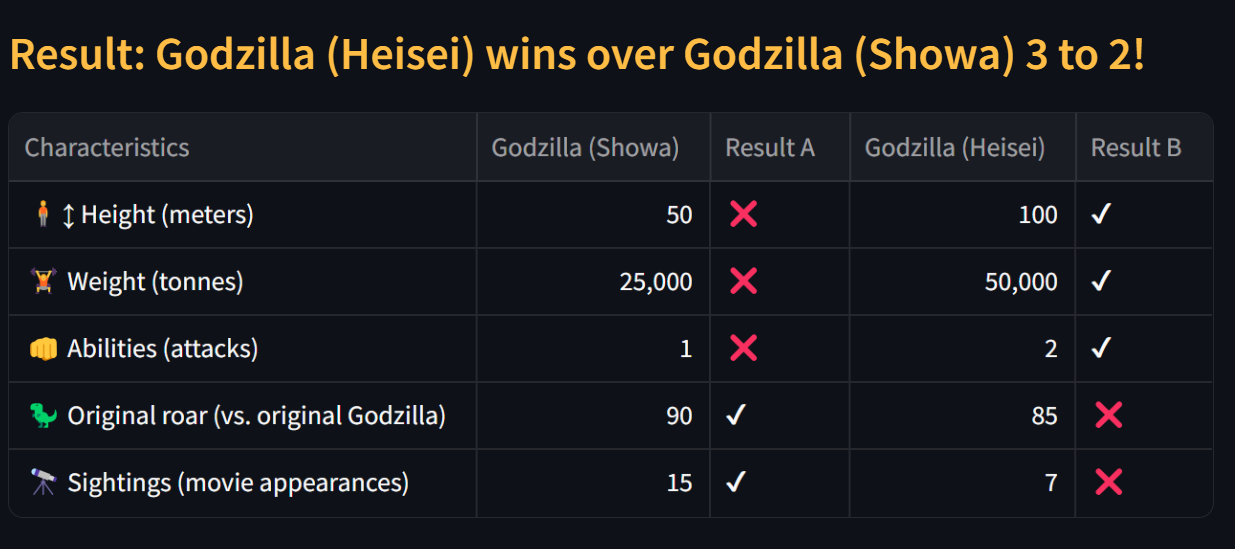 Result: Godzilla (Heisei) wins over Godzilla (Showa) 3 to 2!
Characteristics Godzilla (Showa) Result A Godzilla (Heisei) Result B
🧍↕ Height (meters) 50 ❌ 100 ✓
🏋 Weight (tonnes) 25,000 ❌ 50,000 ✓
👊 Abilities (attacks) 1 ❌ 2 ✓
🦖 Original roar (vs. original Godzilla) 90 ✓ 85 ❌
🔭 Sightings (movie appearances) 15 ✓ 7 ❌